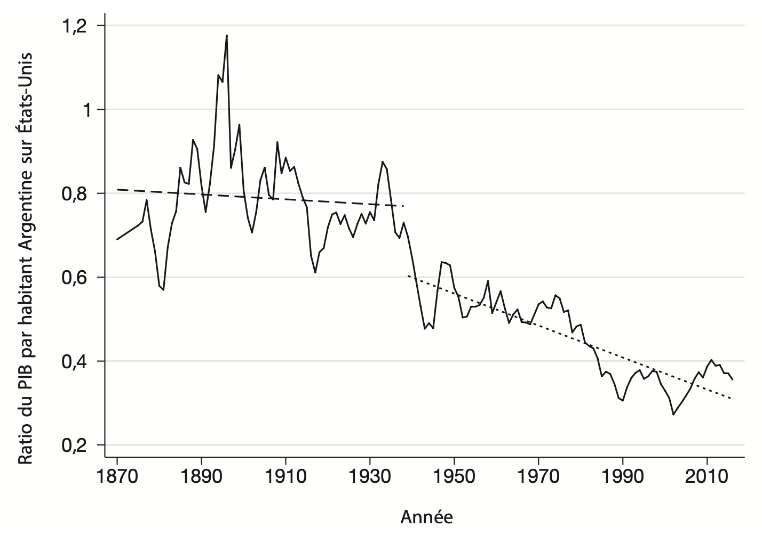 Ratio du PIB par habitant Argentine sur États-Unis
1,2
1
0,8
0,6
0,4
0,2
1870 1890 1910 1930 1950 1970 1990 2010
Année